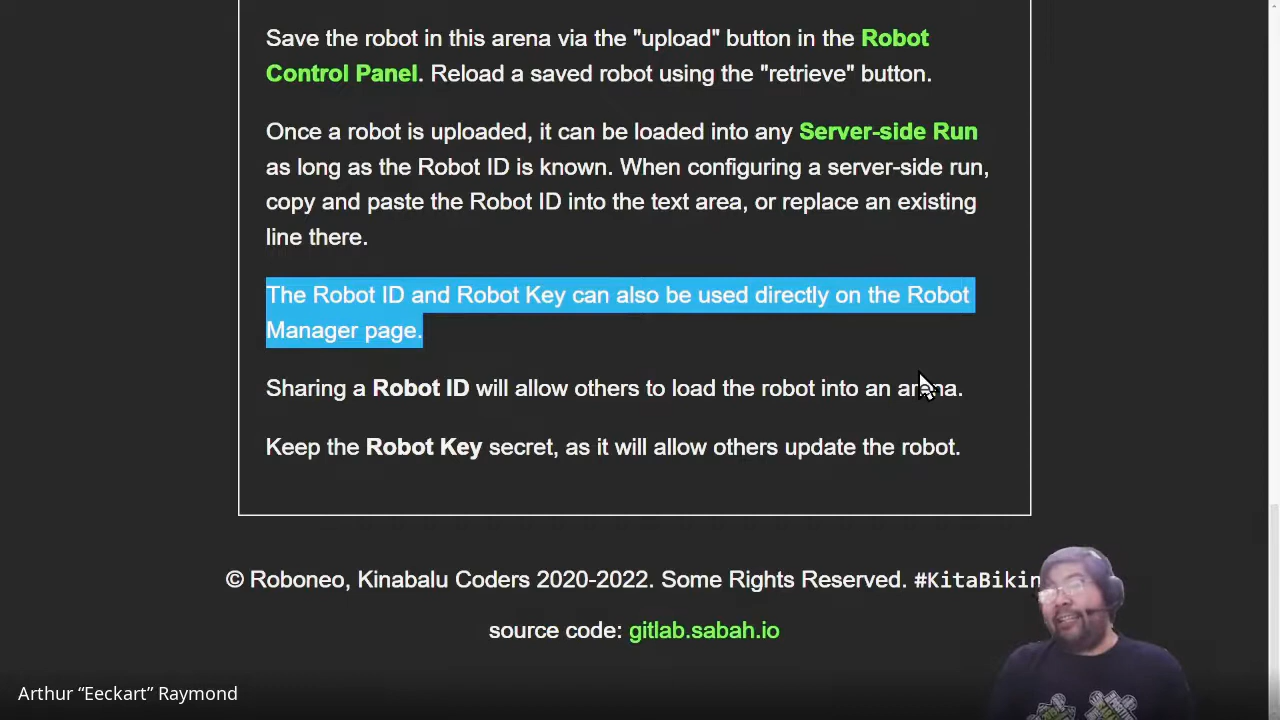 Save the robot in this arena via the "upload" button in the Robot
Control Panel. Reload a saved robot using the "retrieve" button.
Once a robot is uploaded, it can be loaded into any Server-side Run
as long as the Robot ID is known. When configuring a server-side run,
copy and paste the Robot ID into the text area, or replace an existing
line there.
The Robot ID and Robot Key can also be used directly on the Robot
Manager page.
Sharing a Robot ID will allow others to load the robot into an arena.
Keep the Robot Key secret, as it will allow others update the robot.
© Roboneo, Kinabalu Coders 2020-2022. Some Rights Reserved. #KitaBikin
source code: gitlab.sabah.io
Arthur “Eeckart” Raymond